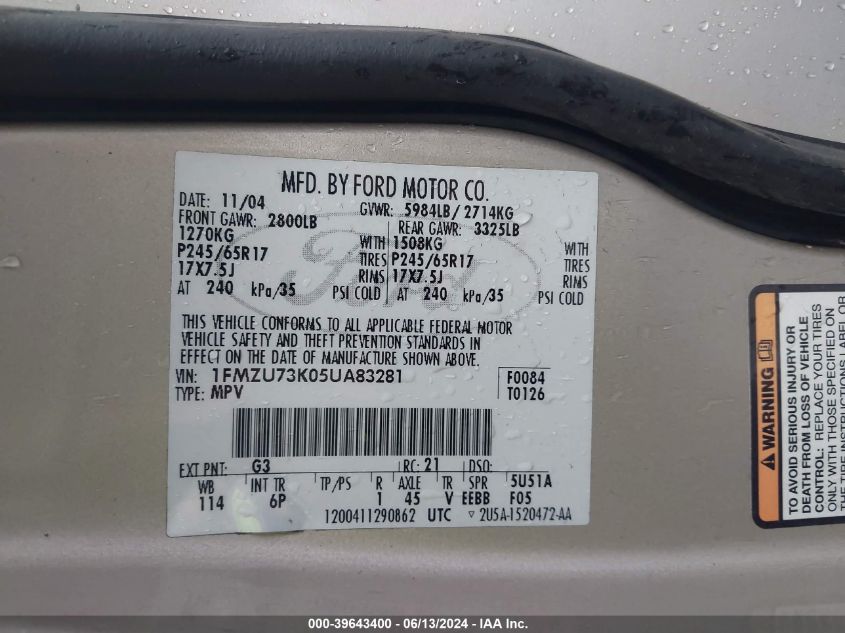 MFD. BY FORD MOTOR CO.
DATE: 11/04 GVWR: 5984LB/ 2714KG
FRONT GAWR: 2800LB REAR GAWR: 3325LB
1270KG WITH 1508KG WITH
P245/65R17 TIRES P245/65R17 TIRES
17X7.5J RIMS 17X7.5J RIMS
AT 240 kPa/35 PSI COLD AT 240 kPa/35 PSI COLD
Ford
THIS VEHICLE CONFORMS TO ALL APPLICABLE FEDERAL MOTOR
VEHICLE SAFETY AND THEFT PREVENTION STANDARDS IN
EFFECT ON THE DATE OF MANUFACTURE SHOWN ABOVE.
VIN: 1FMZU73K05UA83281 F0084
TYPE: MPV T0126
EXT PNT: G3 RC: 21 DSO:
WB INT TR TP/PS R AXLE TR SPR 5U51A
114 6P 1 45 V EEBB F05
1200411290862 UTC ▽ 2U5A-1520472-AA
WARNING
TO AVOID SERIOUS INJURY OR
DEATH FROM LOSS OF VEHICLE
CONTROL: REPLACE YOUR TIRES
ONLY WITH THOSE SPECIFIED ON
THE TIRE INSTRUCTIONS LABEL OR
000-39643400 - 06/13/2024 - IAA Inc.